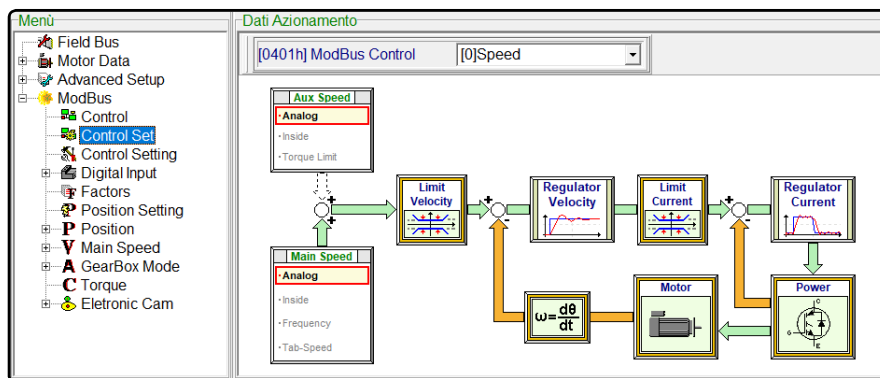 Menù
Field Bus
Motor Data
Advanced Setup
ModBus
Control
Control Set
Control Setting
Digital Input
Factors
Position Setting
Position
Main Speed
GearBox Mode
Torque
Eletronic Cam
Dati Azionamento
[0401h] ModBus Control [0]Speed
Aux Speed
Analog
Inside
Torque Limit
Limit
Velocity
Regulator
Velocity
Limit
Current
Regulator
Current
Main Speed
Analog
Inside
Frequency
Tab-Speed
ω=dθ/dt
Motor
Power
C
G
E